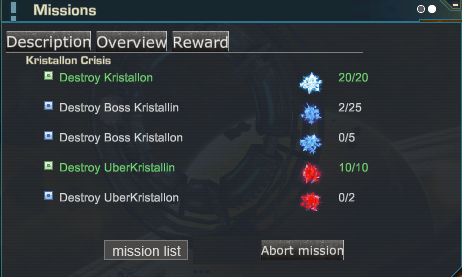 Missions
Description Overview Reward
Kristallon Crisis
Destroy Kristallon 20/20
Destroy Boss Kristallin 2/25
Destroy Boss Kristallon 0/5
Destroy UberKristallin 10/10
Destroy UberKristallon 0/2
mission list Abort mission